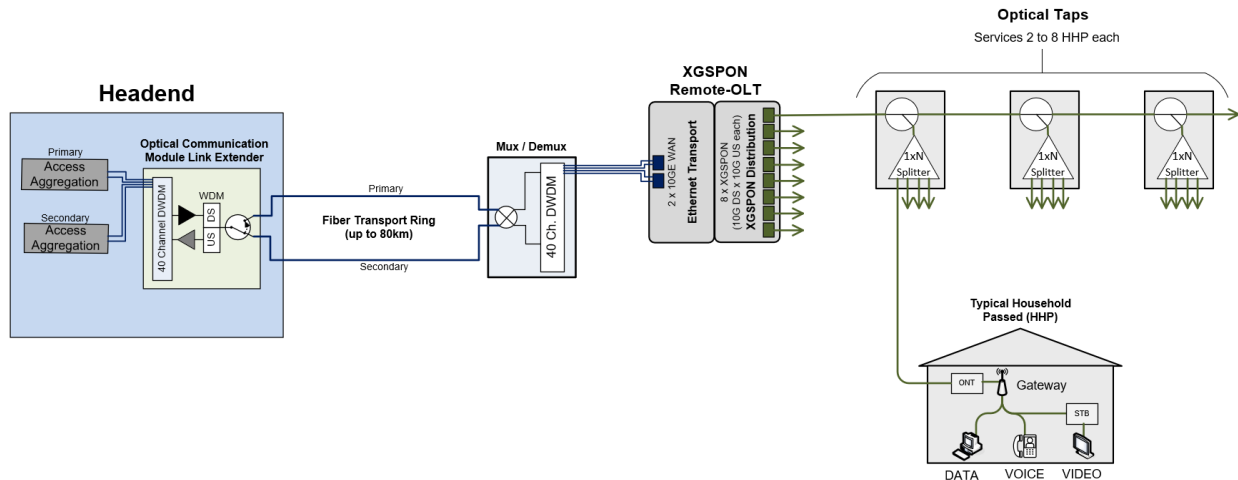 Optical Taps
Services 2 to 8 HHP each
XGSPON
Remote-OLT
Headend
Optical Communication
Module Link Extender
Primary
Access
Aggregation
Secondary
Access
Aggregation
40 Channel DWDM
WDM
DS
US
Primary
Fiber Transport Ring
(up to 80km)
Secondary
Mux / Demux
40 Ch. DWDM
2 x 10GE WAN
Ethernet Transport
8 x XGSPON
(10G DS x 10G US each)
XGSPON Distribution
1xN
Splitter
1xN
Splitter
1xN
Splitter
Typical Household
Passed (HHP)
ONT
Gateway
STB
DATA
VOICE
VIDEO